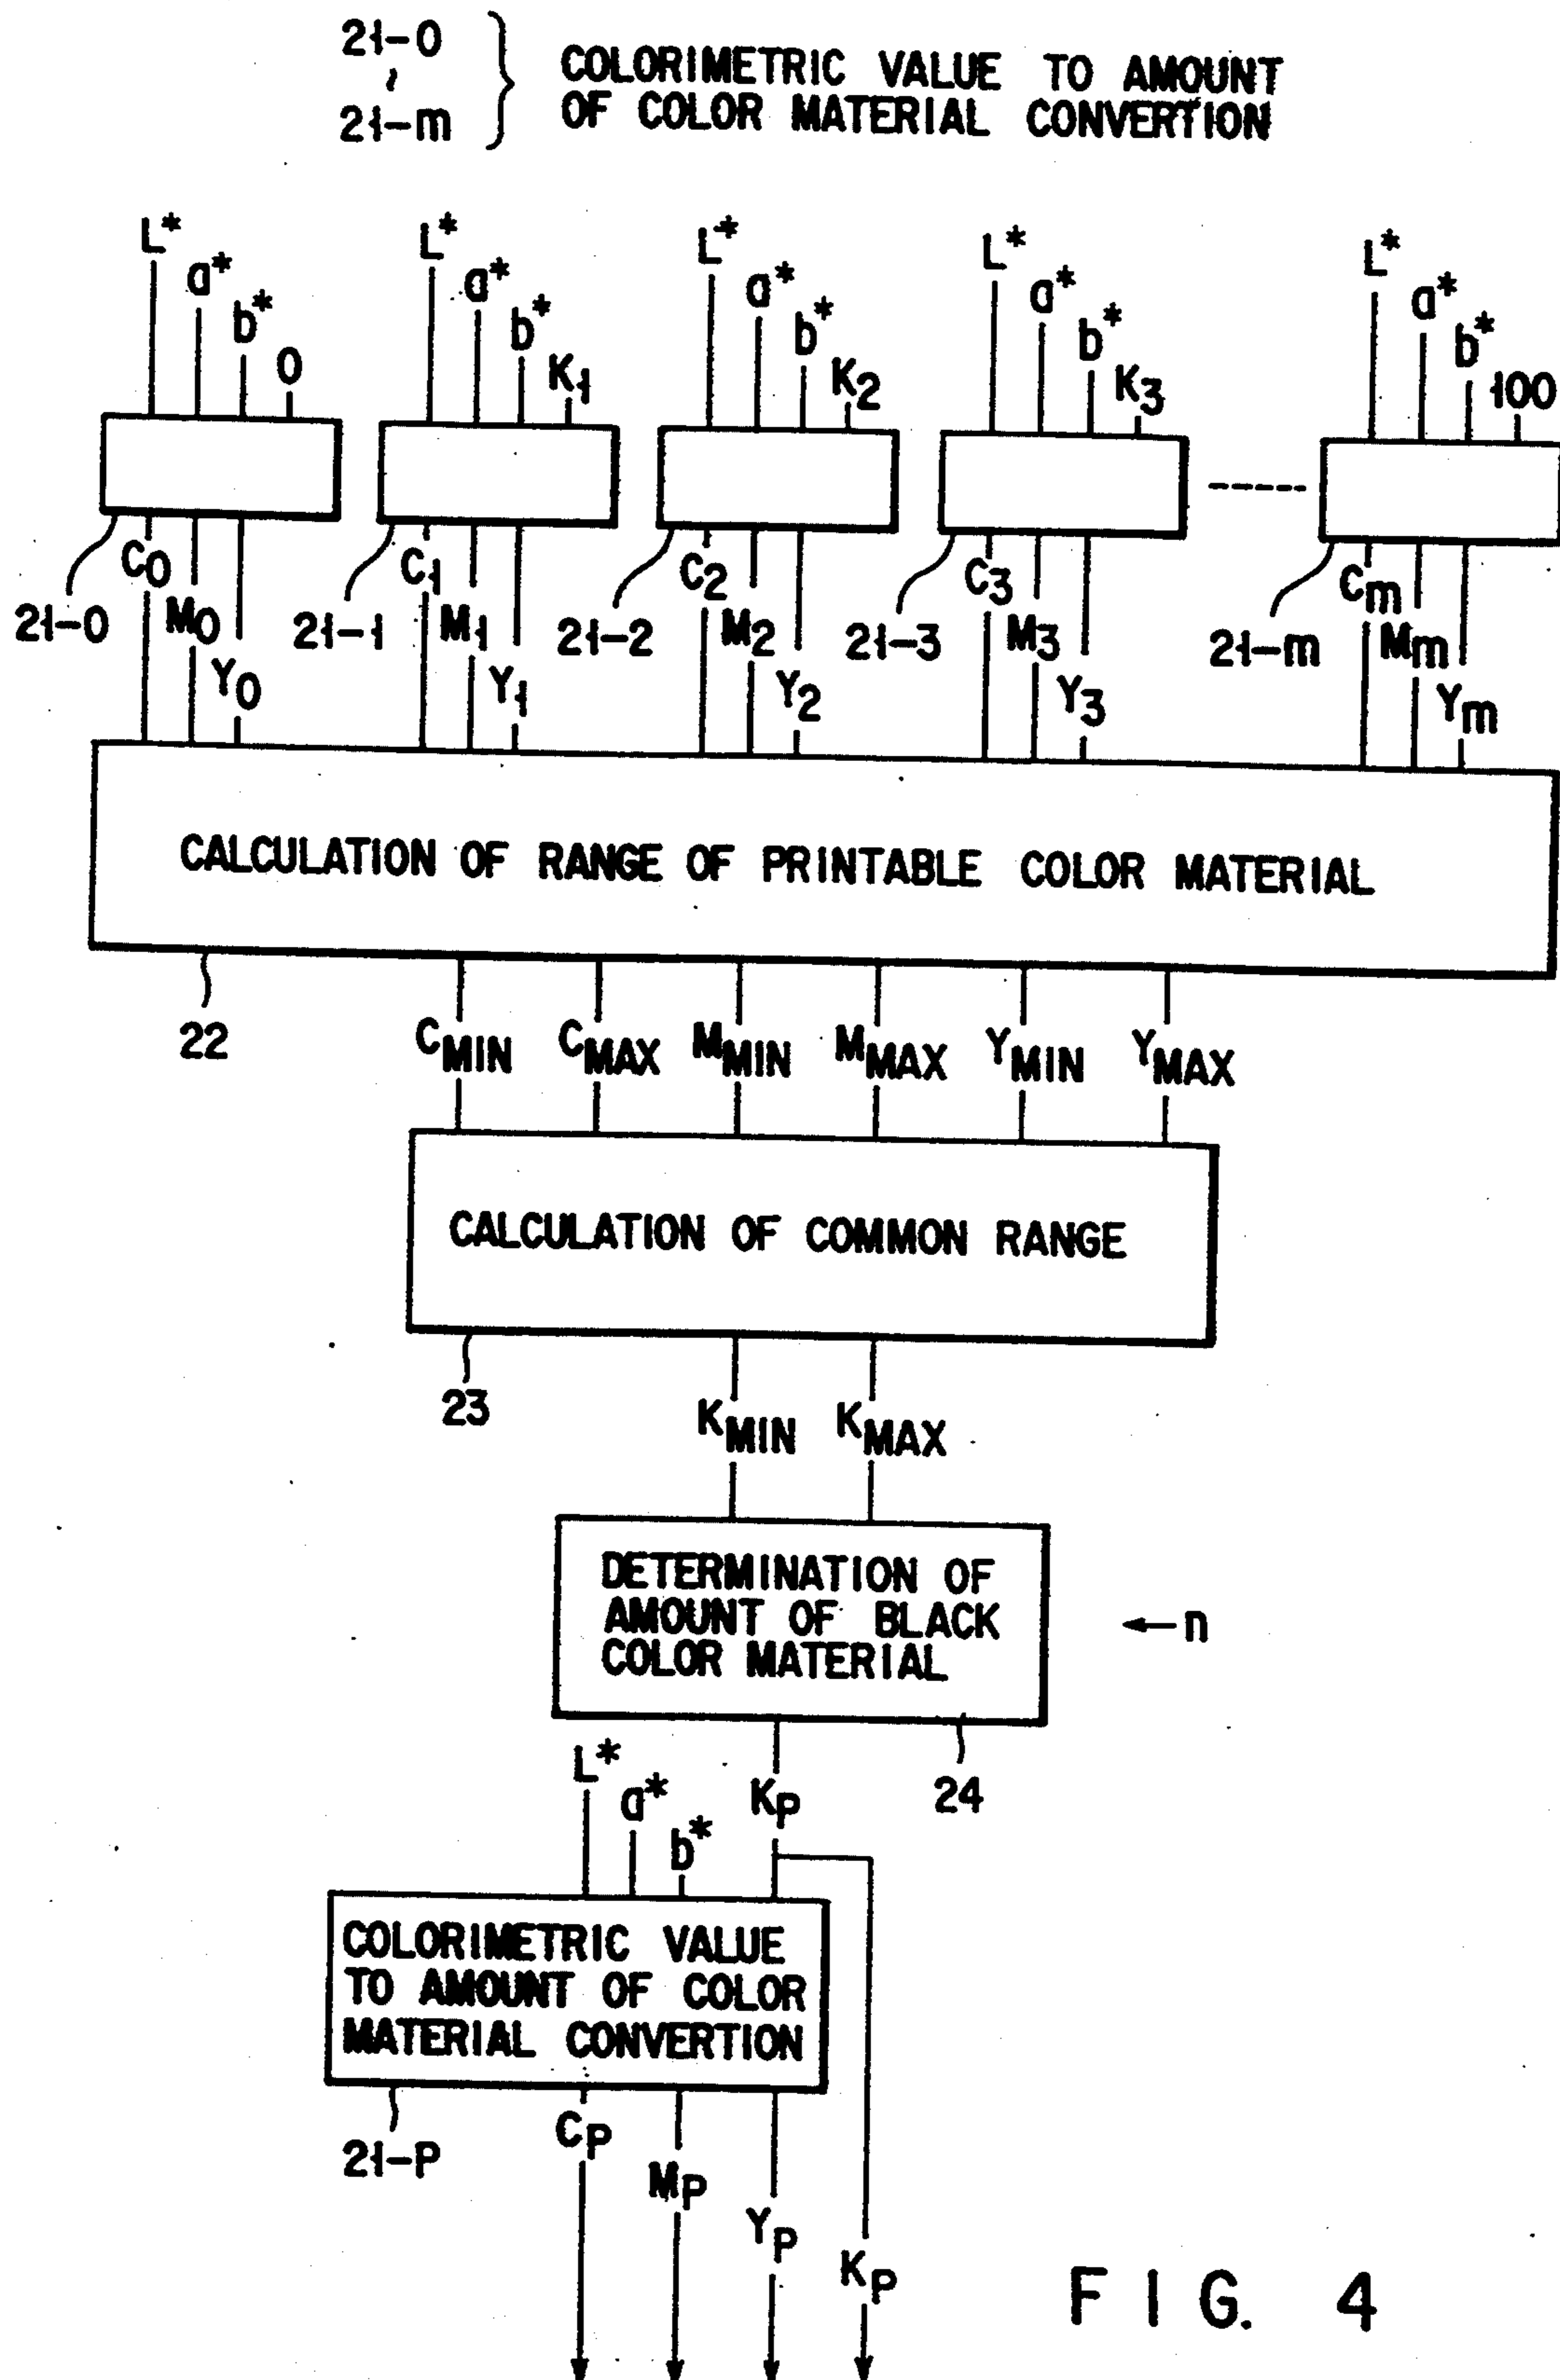 21-0
~
21-m
COLORIMETRIC VALUE TO AMOUNT
OF COLOR MATERIAL CONVERTION
L* a* b* 0
L* a* b* K1
L* a* b* K2
L* a* b* K3
L* a* b* 100
C0 M0 Y0
C1 M1 Y1
C2 M2 Y2
C3 M3 Y3
Cm Mm Ym
21-0 21-1 21-2 21-3 21-m
CALCULATION OF RANGE OF PRINTABLE COLOR MATERIAL
22
CMIN CMAX MMIN MMAX YMIN YMAX
CALCULATION OF COMMON RANGE
23
KMIN KMAX
DETERMINATION OF
AMOUNT OF BLACK
COLOR MATERIAL
n
24
L* a* b* KP
COLORIMETRIC VALUE
TO AMOUNT OF COLOR
MATERIAL CONVERTION
21-P
CP MP YP KP
FIG. 4